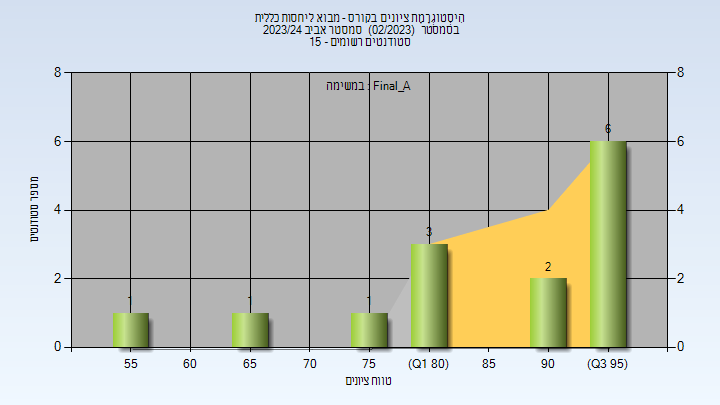 היסטוגרמת ציונים בקורס - מבוא ליחסות כללית
בסמסטר (02/2023) סמסטר אביב 2023/24
סטודנטים רשומים - 15
במשימה : Final_A
8 8
6 6
4 4
2 2
0 0
מספר סטודנטים
1 1 1 3 2 6
55 65 70 75 (Q1 80) 85 90 (Q3 95)
טווח ציונים